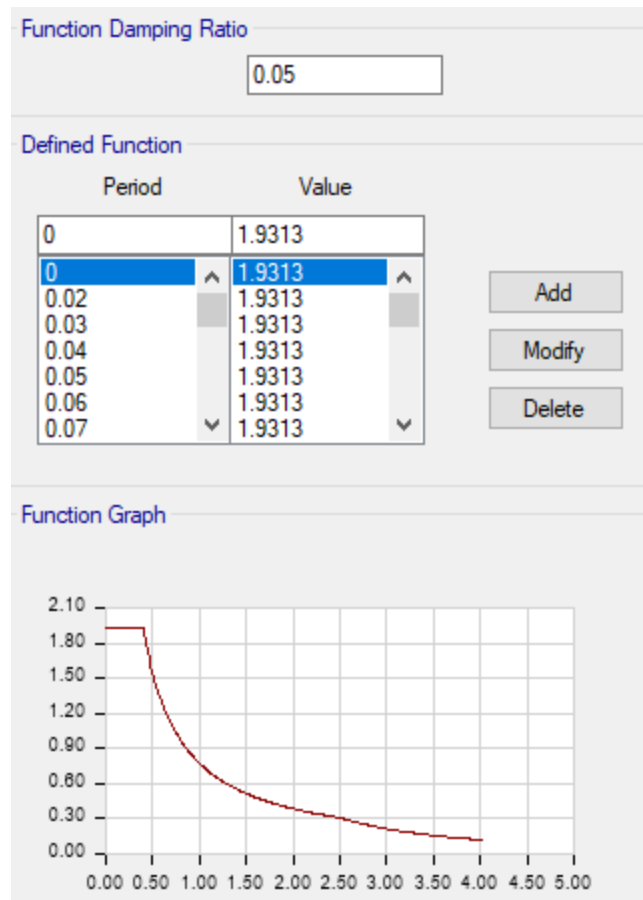 Function Damping Ratio
0.05
Defined Function
Period Value
0 1.9313
0 1.9313
0.02 1.9313
0.03 1.9313
0.04 1.9313
0.05 1.9313
0.06 1.9313
0.07 1.9313
Add
Modify
Delete
Function Graph
2.10
1.80
1.50
1.20
0.90
0.60
0.30
0.00
0.00 0.50 1.00 1.50 2.00 2.50 3.00 3.50 4.00 4.50 5.00